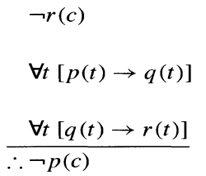 ¬r(c)
∀t [p(t) → q(t)]
∀t [q(t) → r(t)]
∴ ¬p(c)